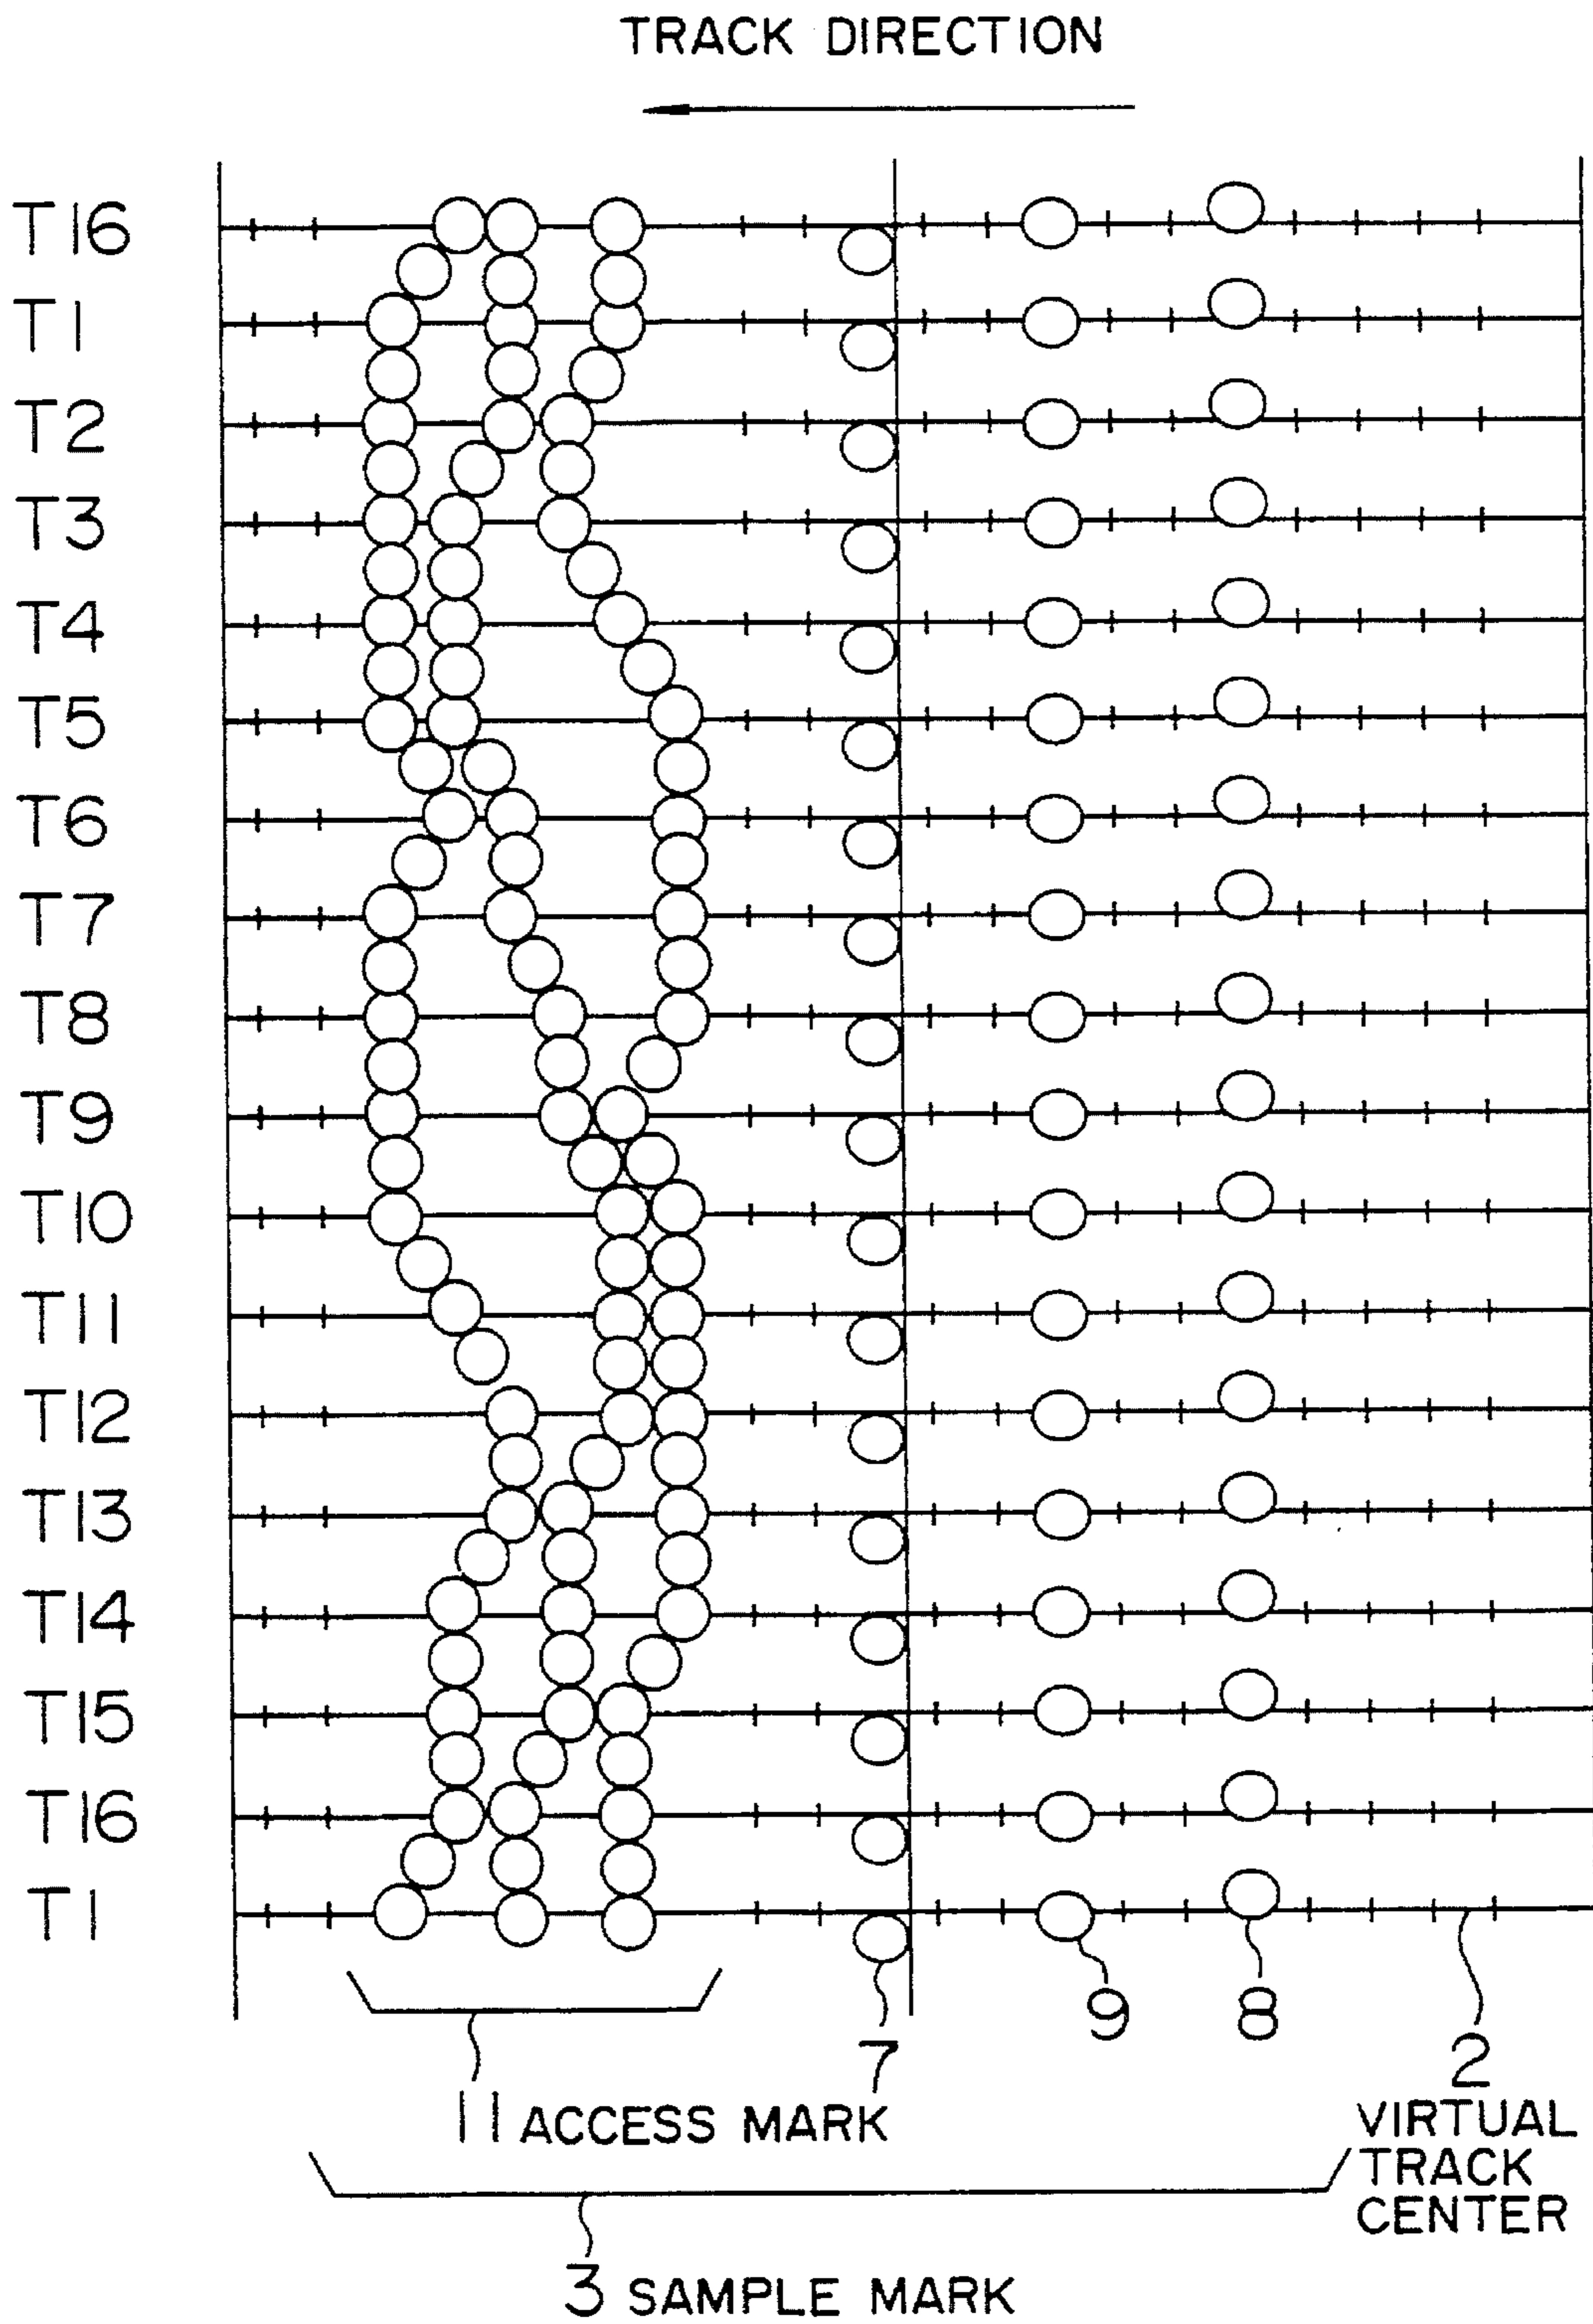 TRACK DIRECTION
T16
T1
T2
T3
T4
T5
T6
T7
T8
T9
T10
T11
T12
T13
T14
T15
T16
T1
7
9
8
2
11 ACCESS MARK
VIRTUAL
TRACK
CENTER
3 SAMPLE MARK